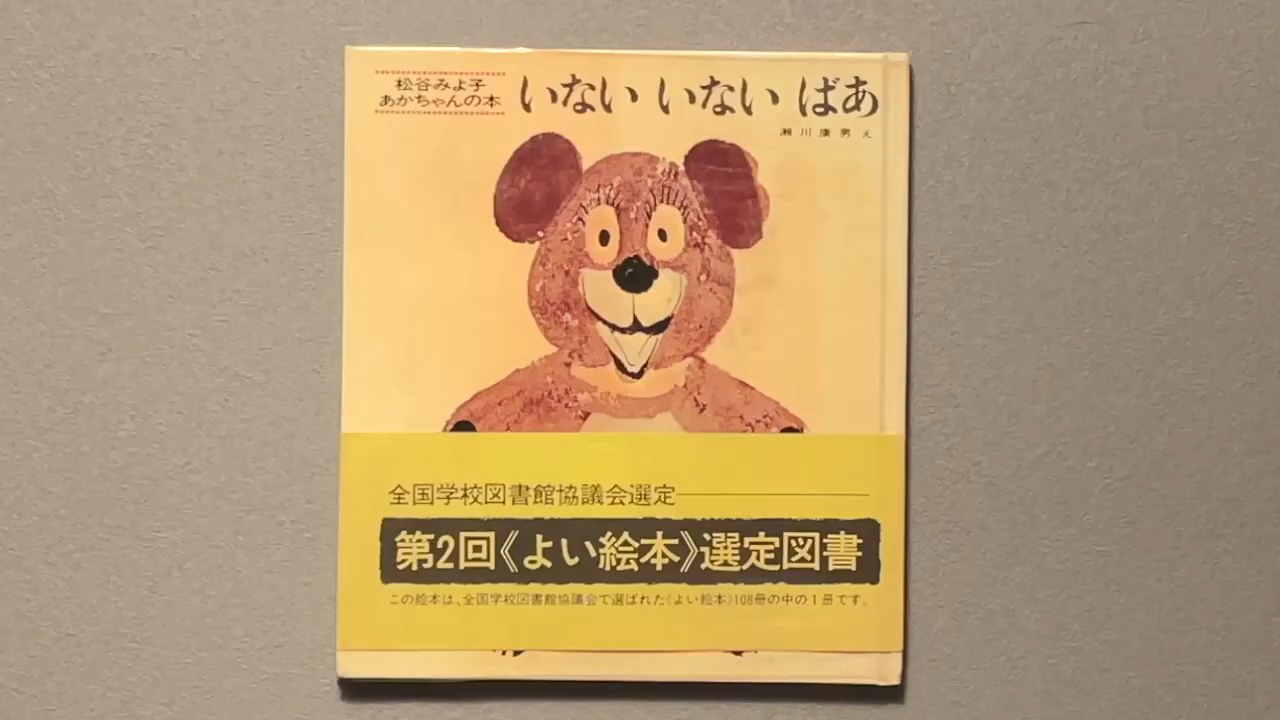 松谷みよ子
あかちゃんの本
いない いない ばあ
瀬川康男 え
全国学校図書館協議会選定
第2回《よい絵本》選定図書
この絵本は、全国学校図書館協議会で選ばれた《よい絵本》108冊の中の1冊です。